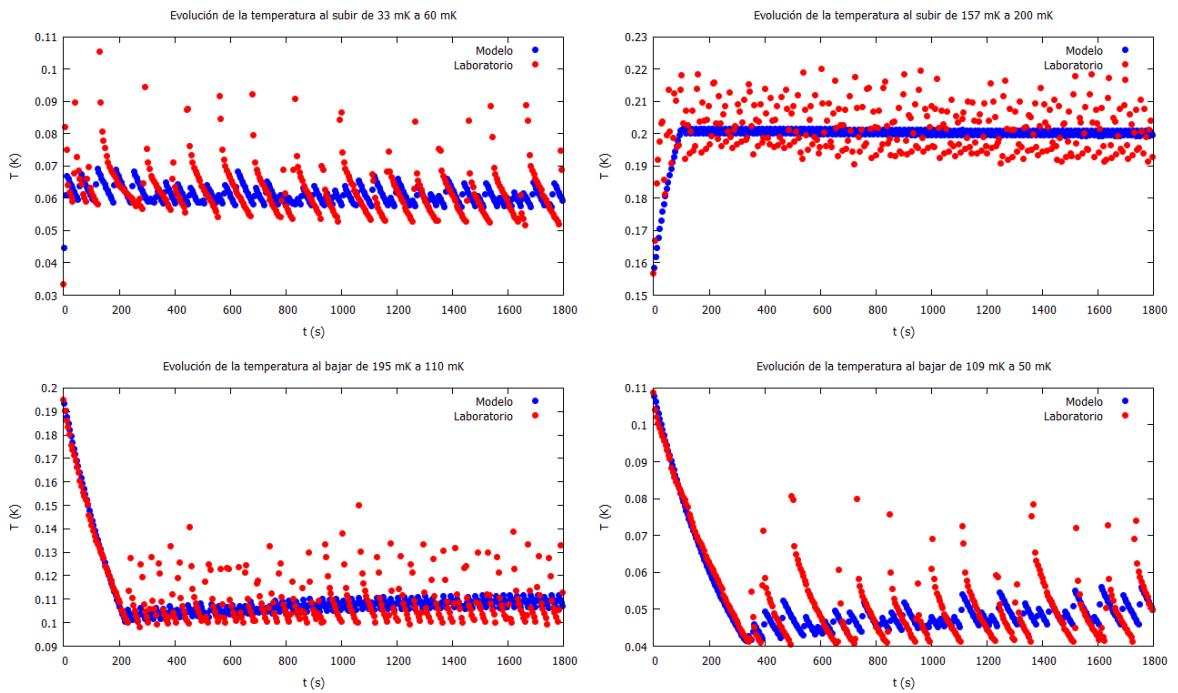 Evolución de la temperatura al subir de 33 mK a 60 mK
0.11
0.1
0.09
0.08
0.07
0.06
0.05
0.04
0.03
T (K)
Modelo
Laboratorio
0 200 400 600 800 1000 1200 1400 1600 1800
t (s)
Evolución de la temperatura al subir de 157 mK a 200 mK
0.23
0.22
0.21
0.2
0.19
0.18
0.17
0.16
0.15
T (K)
Modelo
Laboratorio
0 200 400 600 800 1000 1200 1400 1600 1800
t (s)
Evolución de la temperatura al bajar de 195 mK a 110 mK
0.2
0.19
0.18
0.17
0.16
0.15
0.14
0.13
0.12
0.11
0.1
0.09
T (K)
Modelo
Laboratorio
0 200 400 600 800 1000 1200 1400 1600 1800
t (s)
Evolución de la temperatura al bajar de 109 mK a 50 mK
0.11
0.1
0.09
0.08
0.07
0.06
0.05
0.04
T (K)
Modelo
Laboratorio
0 200 400 600 800 1000 1200 1400 1600 1800
t (s)